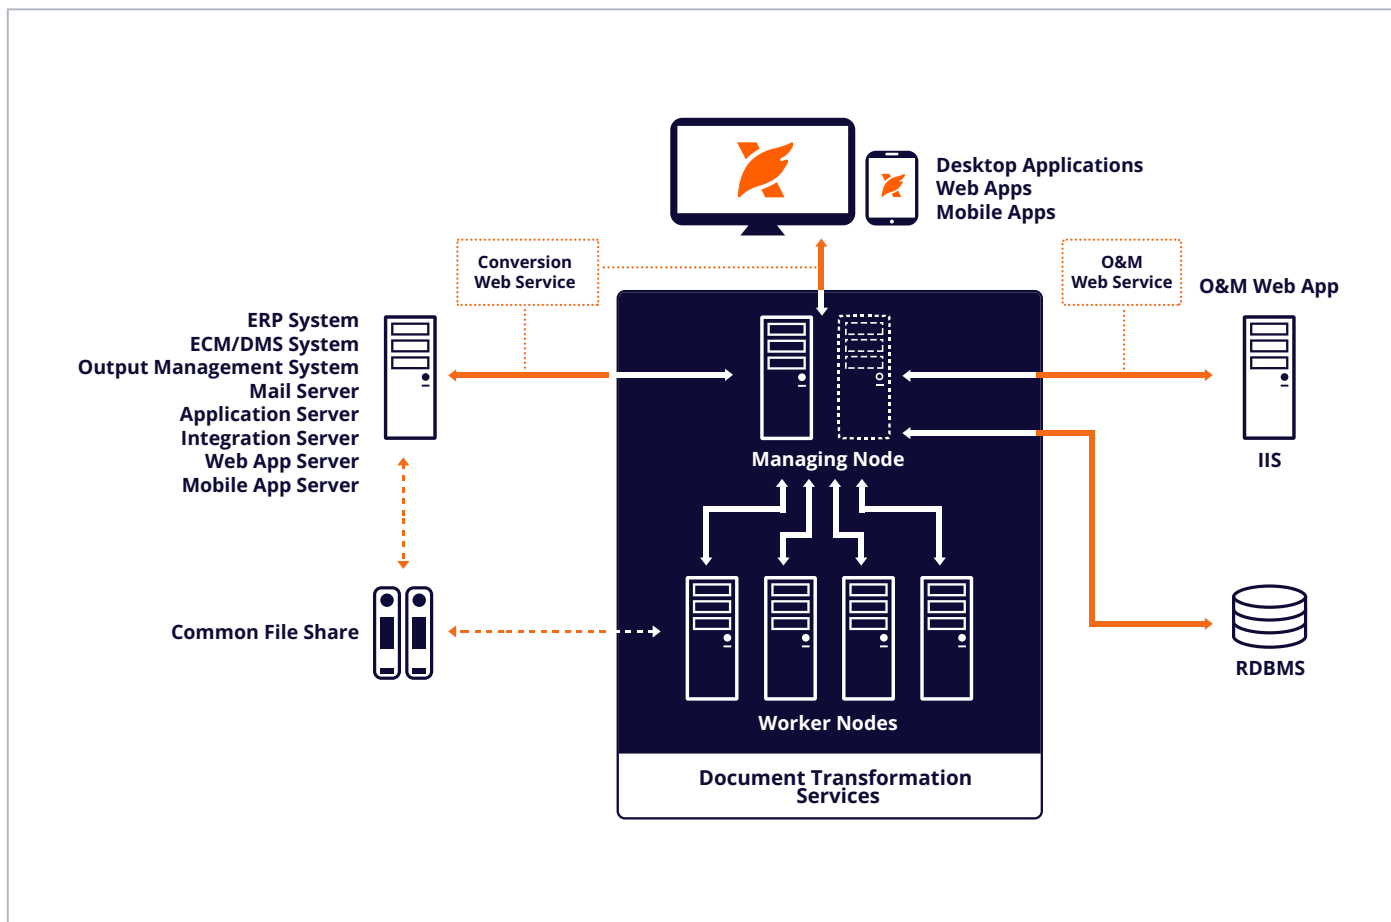 Desktop Applications
Web Apps
Mobile Apps
Conversion
Web Service
O&M
Web Service
O&M Web App
ERP System
ECM/DMS System
Output Management System
Mail Server
Application Server
Integration Server
Web App Server
Mobile App Server
Managing Node
IIS
Common File Share
RDBMS
Worker Nodes
Document Transformation
Services